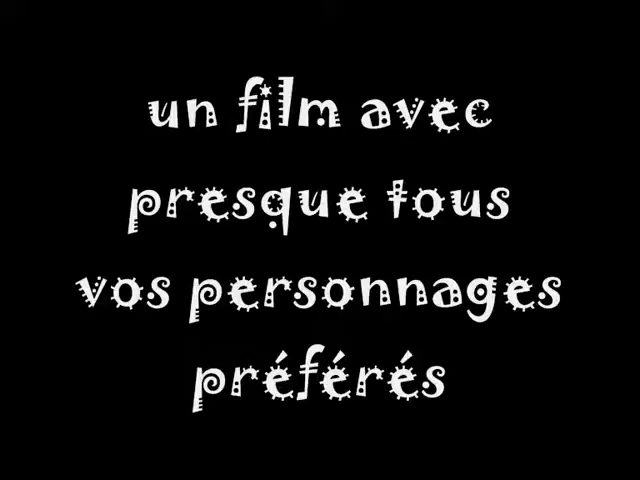 un film avec
presque tous
vos personnages
préférés